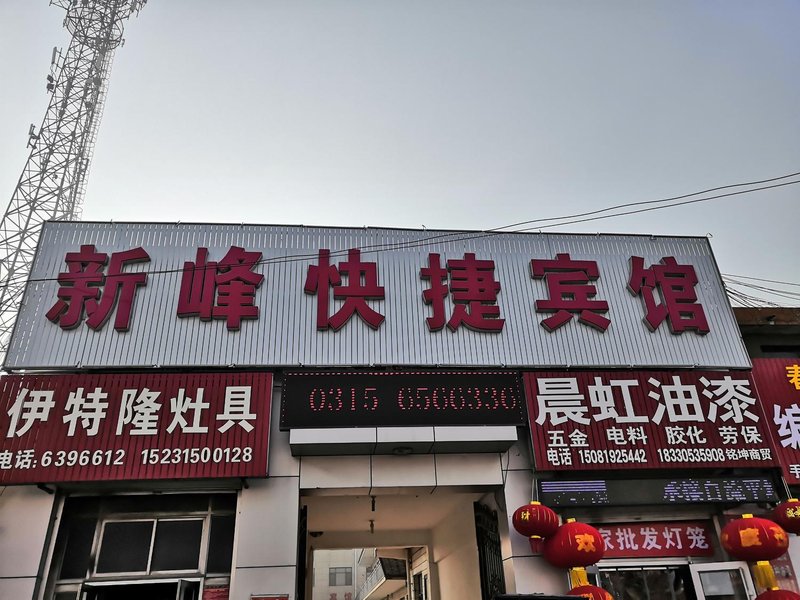 新峰快捷宾馆
伊特隆灶具
电话:6396612 15231500128
0315 6566336
晨虹油漆
五金 电料 胶化 劳保
电话 15081925442 18330535908 铭坤商贸
家批发灯笼
欢